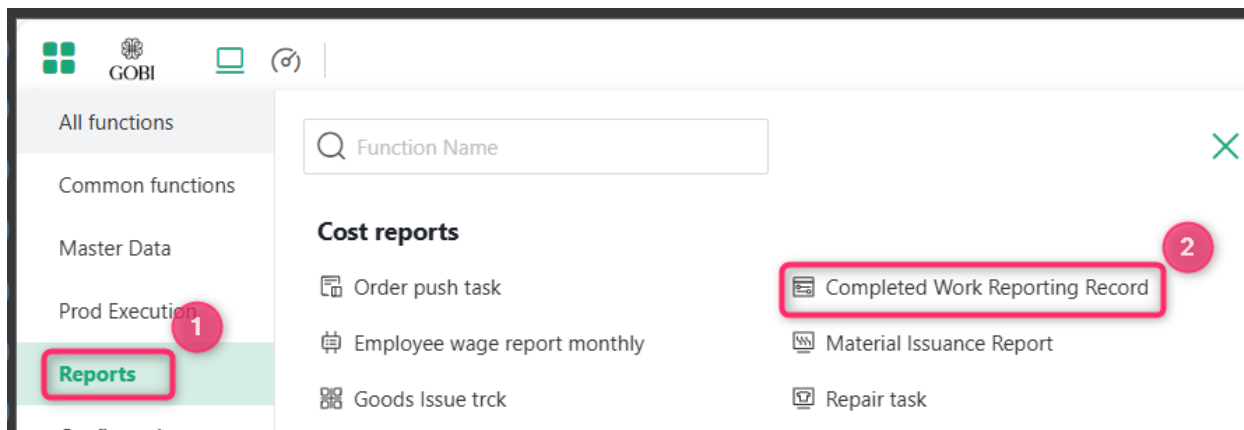 GOBI
All functions
Common functions
Master Data
Prod Execution
1
Reports
Function Name
Cost reports
2
Order push task
Completed Work Reporting Record
Employee wage report monthly
Material Issuance Report
Goods Issue trck
Repair task